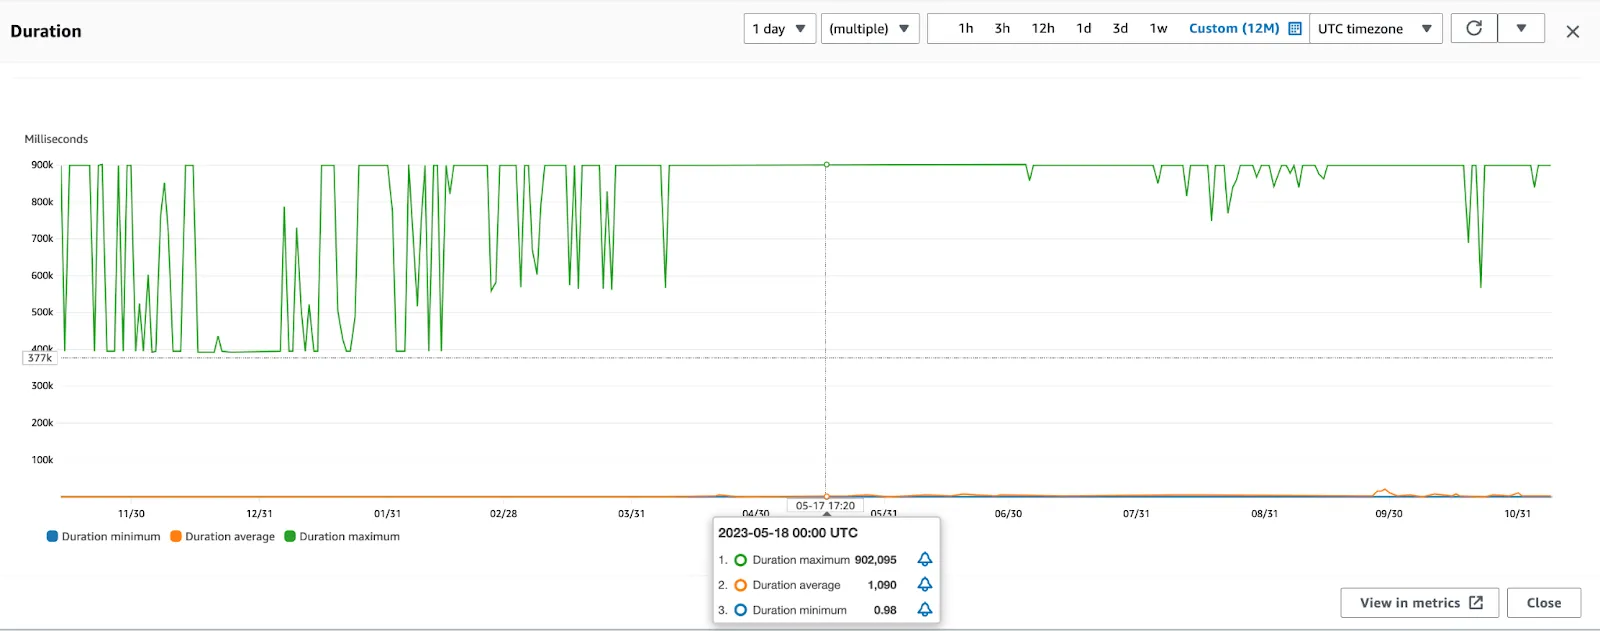 Duration
1 day (multiple) 1h 3h 12h 1d 3d 1w Custom (12M) UTC timezone
Milliseconds
900k
800k
700k
600k
500k
400k
377k
300k
200k
100k
11/30 12/31 01/31 02/28 03/31 04/30 05-17 17:20 05/31 06/30 07/31 08/31 09/30 10/31
Duration minimum Duration average Duration maximum
2023-05-18 00:00 UTC
1. Duration maximum 902,095
2. Duration average 1,090
3. Duration minimum 0.98
View in metrics Close